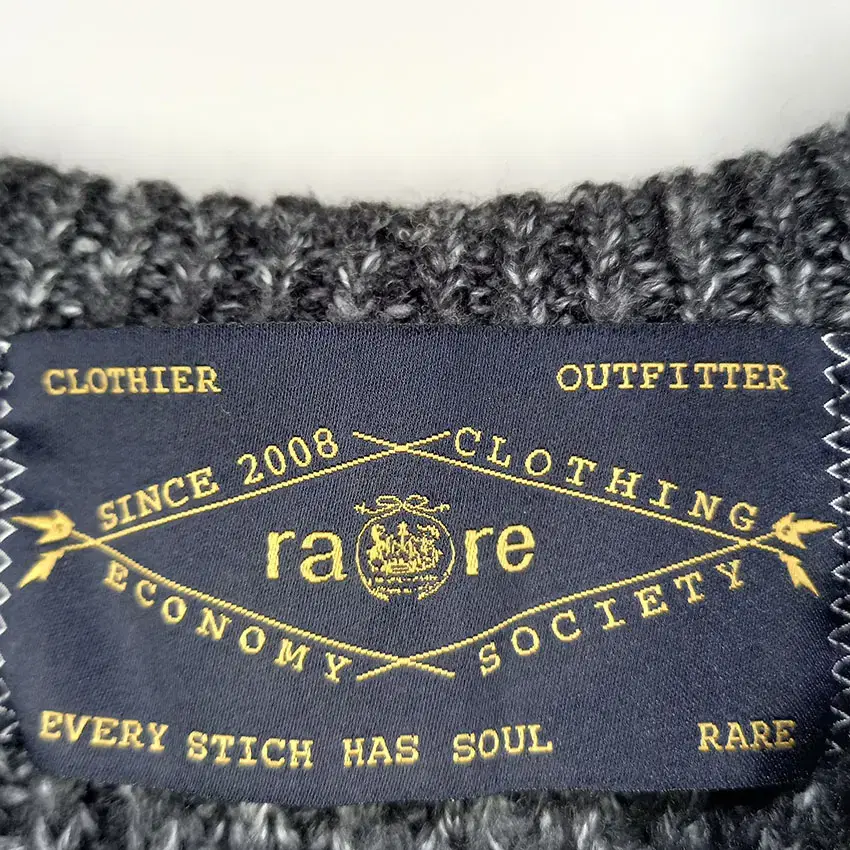 CLOTHIER OUTFITTER
SINCE 2008 CLOTHING
ra re
ECONOMY SOCIETY
EVERY STICH HAS SOUL RARE